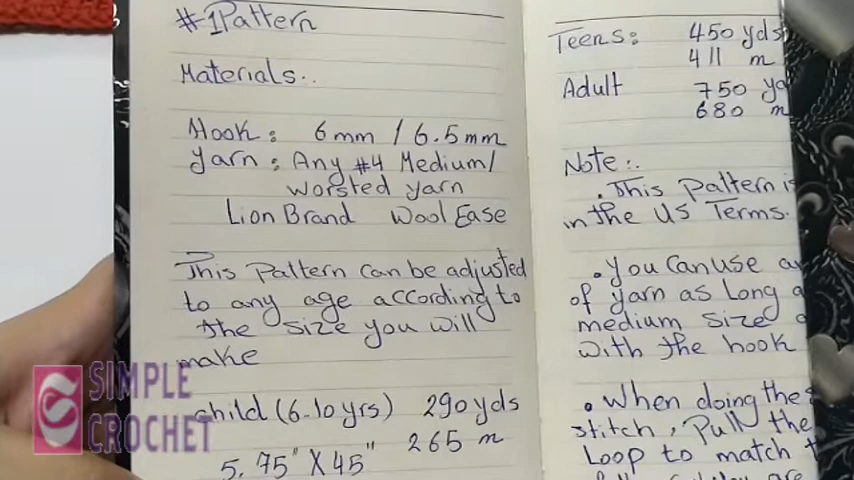 #1 Pattern
Materials..
Hook: 6mm / 6.5mm
Yarn: Any #4 Medium/
Worsted yarn
Lion Brand Wool Ease
This Pattern can be adjusted
to any age according to
the size you will
make
child (6-10yrs) 290yds
265 m
5.75" X 45"
Teens: 450 yds
411 m
Adult 750
680 m
Note:.
. This Pattern is
in the US Terms.
. You Can use
of yarn as Long
medium size
with the hook
. When doing the
stitch, Pull the
Loop to match
SIMPLE
CROCHET